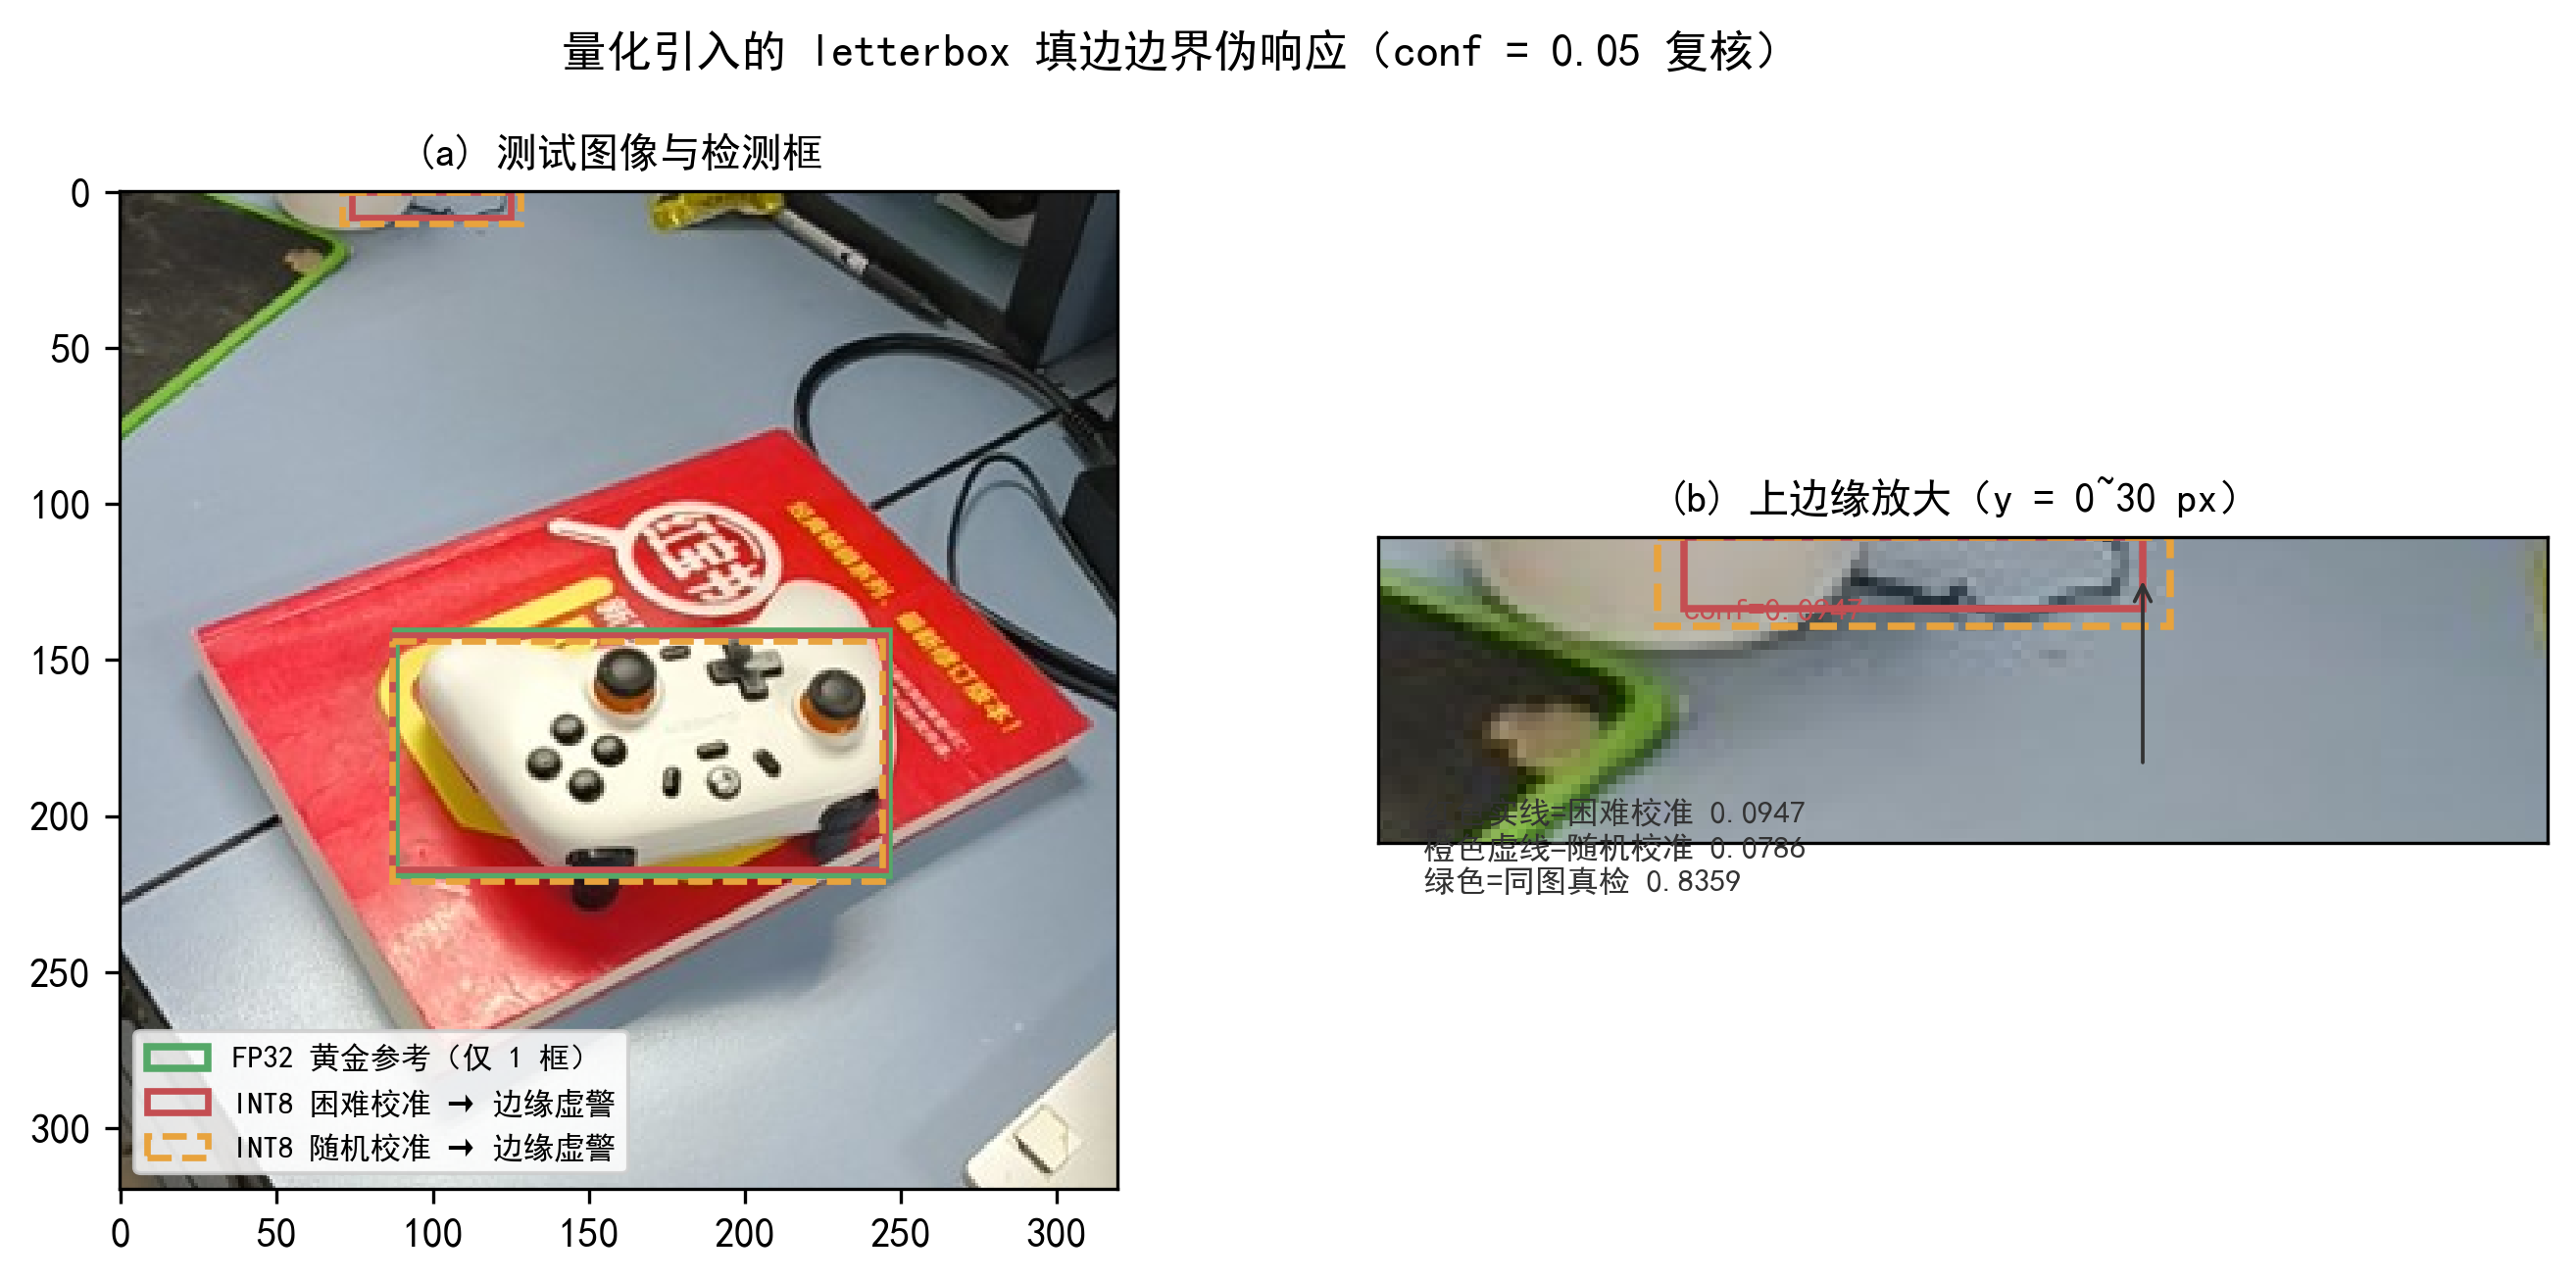 量化引入的 letterbox 填边边界伪响应（conf = 0.05 复核）
(a) 测试图像与检测框
0
50
100
150
200
250
300
0
50
100
150
200
250
300
FP32 黄金参考（仅 1 框）
INT8 困难校准 → 边缘虚警
INT8 随机校准 → 边缘虚警
(b) 上边缘放大（y = 0~30 px）
conf=0.0947
实线=困难校准 0.0947
橙色虚线=随机校准 0.0786
绿色=同图真检 0.8359